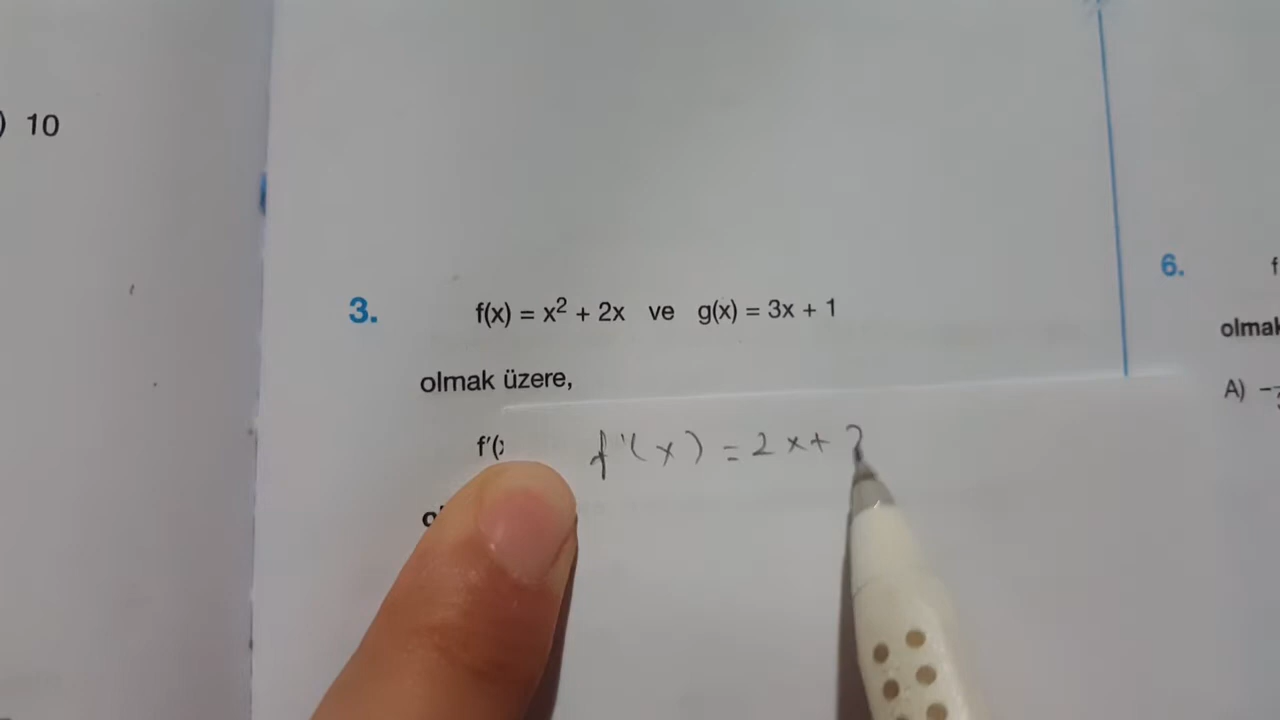 ) 10
3. f(x) = x² + 2x ve g(x) = 3x + 1
olmak üzere,
f'(
f'(x) = 2x+2
6. f
olmak
A) –